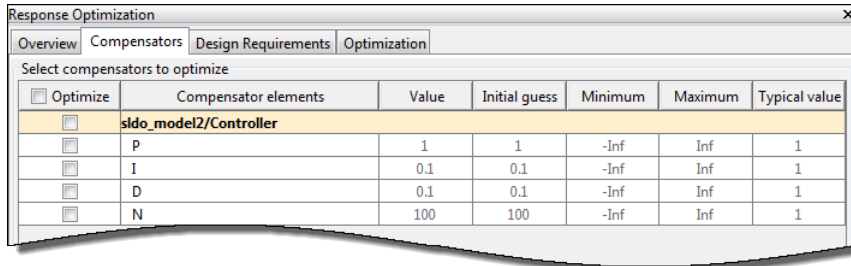 Response Optimization x
Overview Compensators Design Requirements Optimization
Select compensators to optimize
Optimize Compensator elements Value Initial guess Minimum Maximum Typical value
sldo_model2/Controller
P 1 1 -Inf Inf 1
I 0.1 0.1 -Inf Inf 1
D 0.1 0.1 -Inf Inf 1
N 100 100 -Inf Inf 1